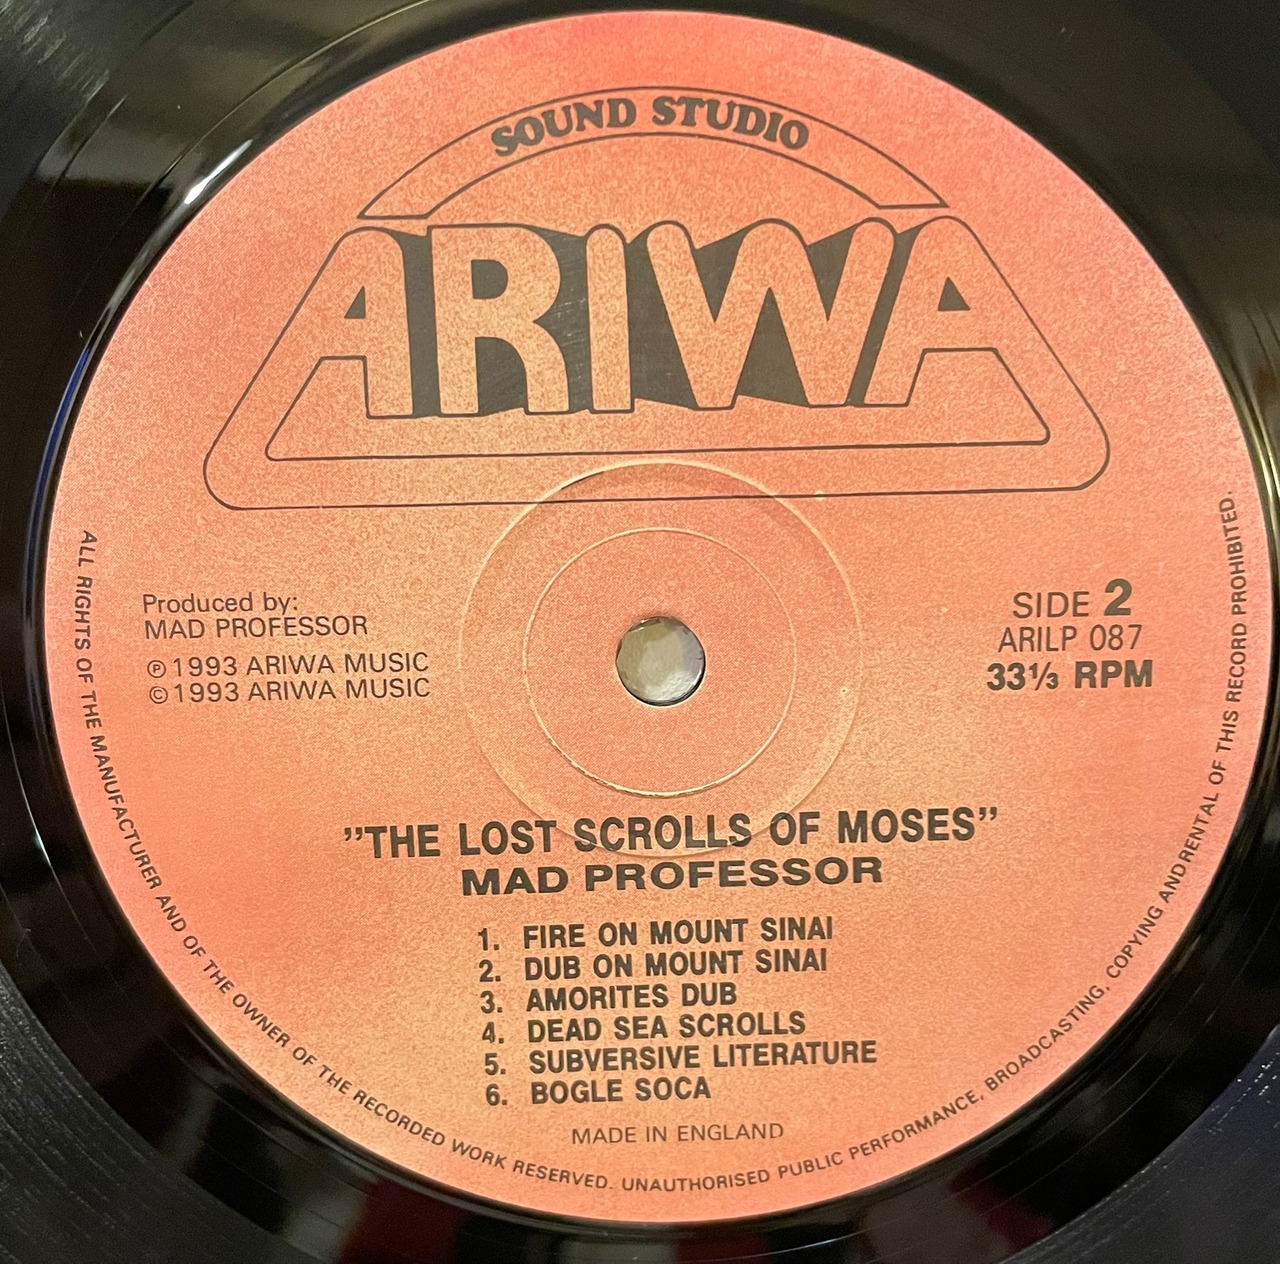 SOUND STUDIO
ARIWA
Produced by:
MAD PROFESSOR
℗ 1993 ARIWA MUSIC
© 1993 ARIWA MUSIC
SIDE 2
ARILP 087
33⅓ RPM
"THE LOST SCROLLS OF MOSES"
MAD PROFESSOR
1. FIRE ON MOUNT SINAI
2. DUB ON MOUNT SINAI
3. AMORITES DUB
4. DEAD SEA SCROLLS
5. SUBVERSIVE LITERATURE
6. BOGLE SOCA
MADE IN ENGLAND
ALL RIGHTS OF THE MANUFACTURER AND OF THE OWNER OF THE RECORDED WORK RESERVED. UNAUTHORISED PUBLIC PERFORMANCE, BROADCASTING, COPYING ANDRENTAL OF THIS RECORD PROHIBITED.